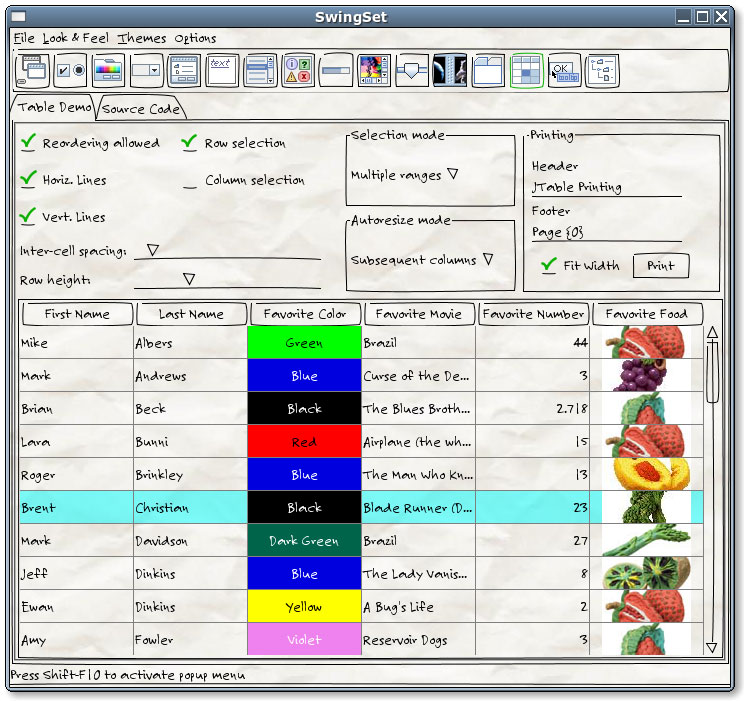 SwingSet
File Look & Feel Themes Options
text
OK
tooltip
Table Demo Source Code
Reordering allowed Row selection
Horiz. Lines Column selection
Vert. Lines
Inter-cell spacing:
Row height:
Selection mode
Multiple ranges
Autoresize mode
Subsequent columns
Printing
Header
JTable Printing
Footer
Page {0}
Fit Width Print
First Name Last Name Favorite Color Favorite Movie Favorite Number Favorite Food
Mike Albers Green Brazil 44
Mark Andrews Blue Curse of the De... 3
Brian Beck Black The Blues Broth... 2.718
Lara Bunni Red Airplane (the wh... 15
Roger Brinkley Blue The Man Who Kn... 13
Brent Christian Black Blade Runner (D... 23
Mark Davidson Dark Green Brazil 27
Jeff Dinkins Blue The Lady Vanis... 8
Ewan Dinkins Yellow A Bug's Life 2
Amy Fowler Violet Reservoir Dogs 3
Press Shift-F10 to activate popup menu